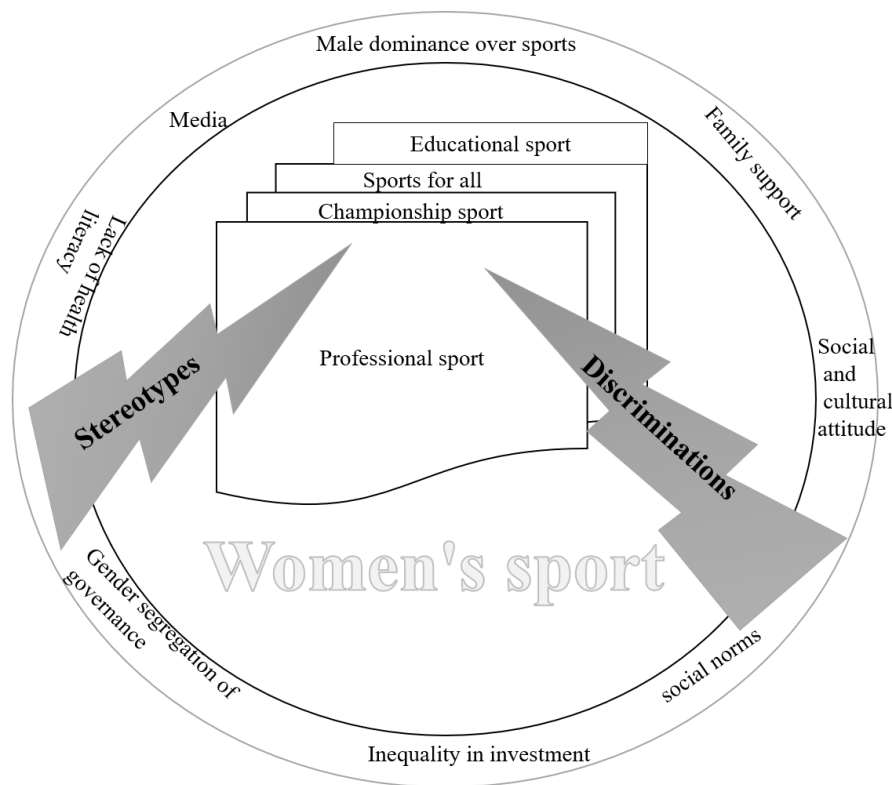 Male dominance over sports
Media
Family support
Educational sport
Sports for all
Championship sport
Lack of health
literacy
Professional sport
Social
and
cultural
attitude
Stereotypes
Discriminations
Women's sport
Gender segregation of
governance
social norms
Inequality in investment